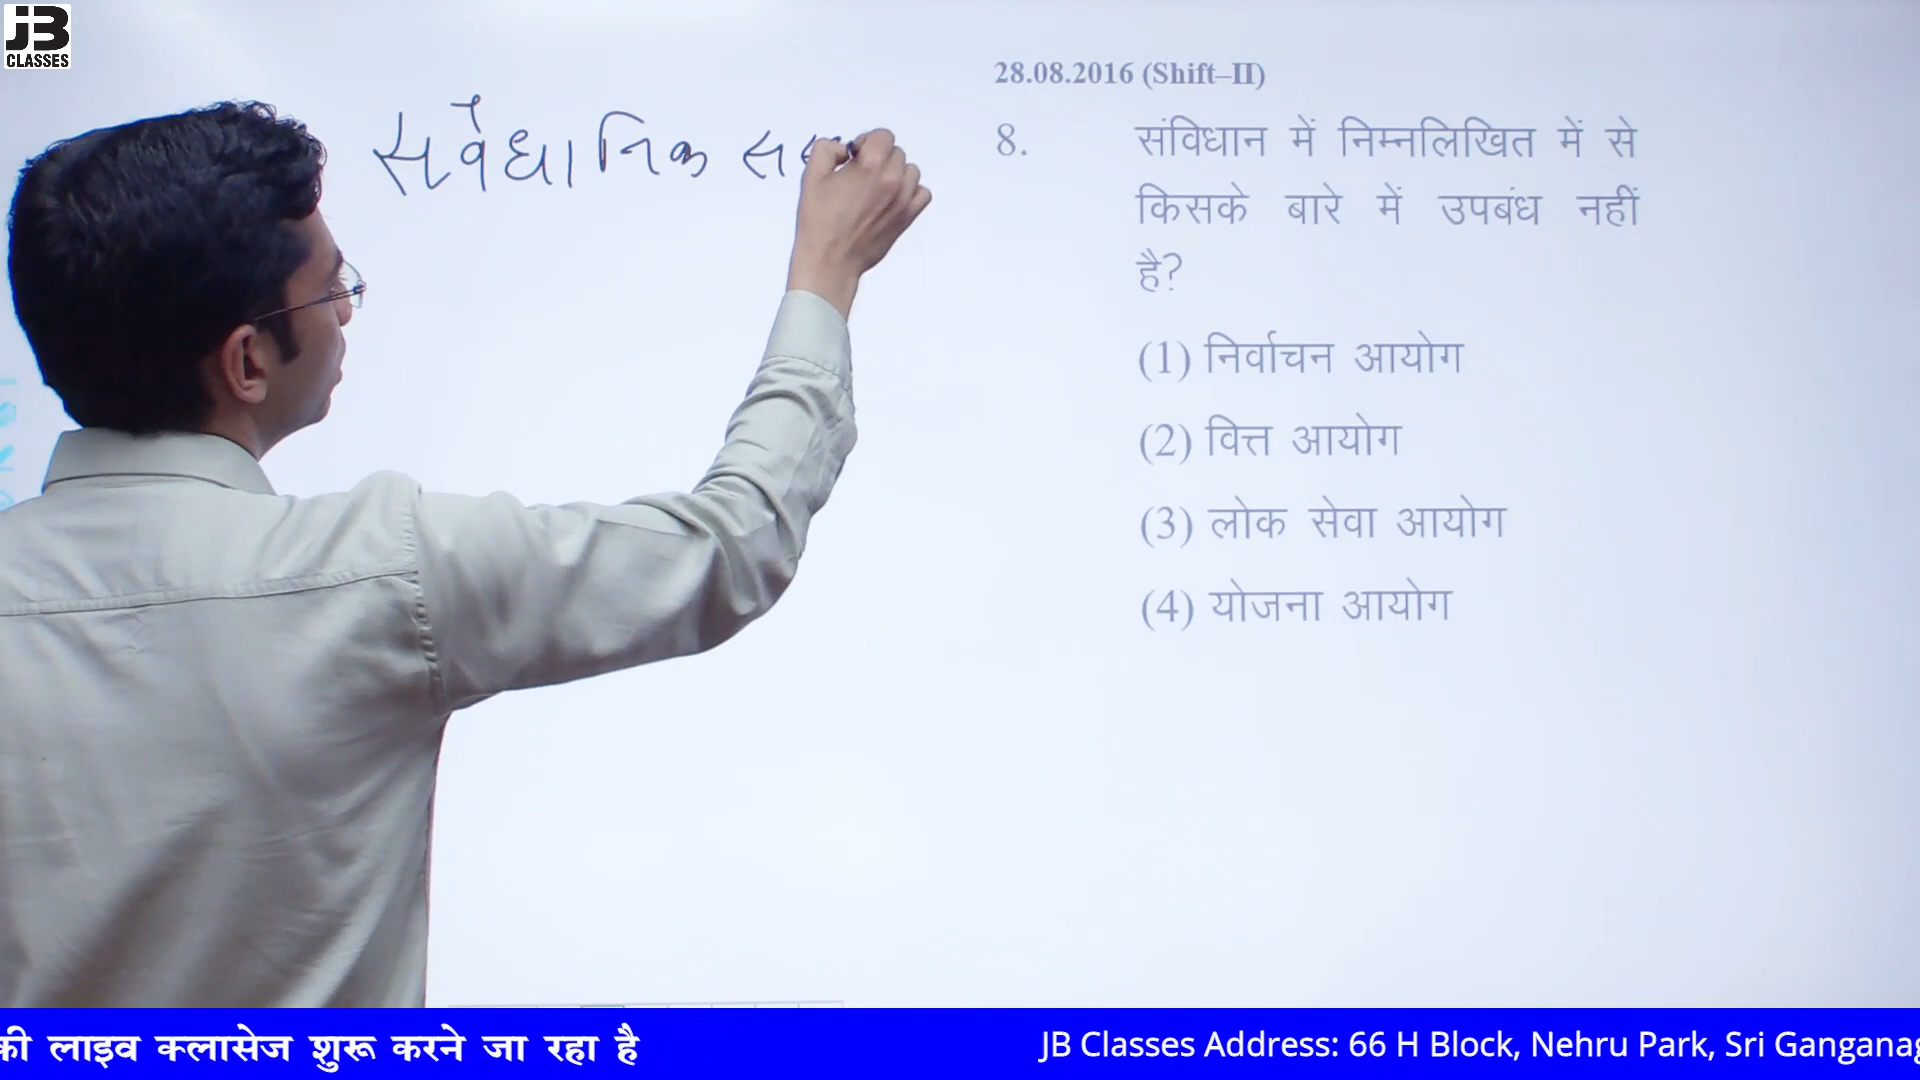 JB
CLASSES
संवैधानिक
28.08.2016 (Shift–II)
8. संविधान में निम्नलिखित में से
किसके बारे में उपबंध नहीं
है?
(1) निर्वाचन आयोग
(2) वित्त आयोग
(3) लोक सेवा आयोग
(4) योजना आयोग
की लाइव क्लासेज शुरू करने जा रहा है
JB Classes Address: 66 H Block, Nehru Park, Sri Ganganag